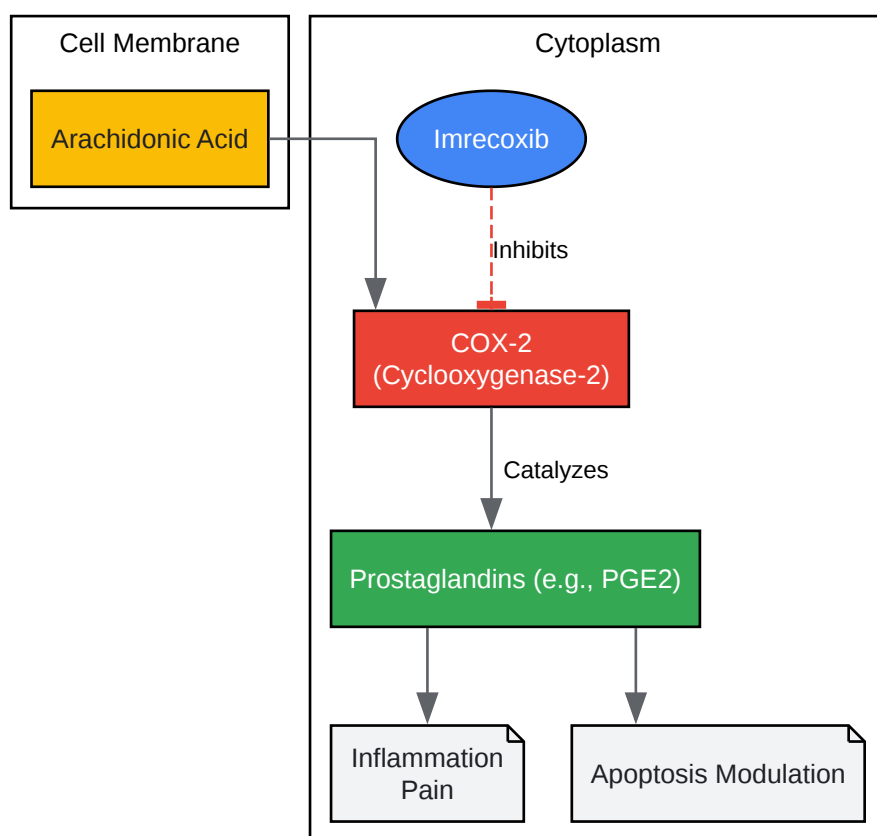 Cell Membrane
Cytoplasm
Arachidonic Acid
Imrecoxib
Inhibits
COX-2
(Cyclooxygenase-2)
Catalyzes
Prostaglandins (e.g., PGE2)
Inflammation
Pain
Apoptosis Modulation